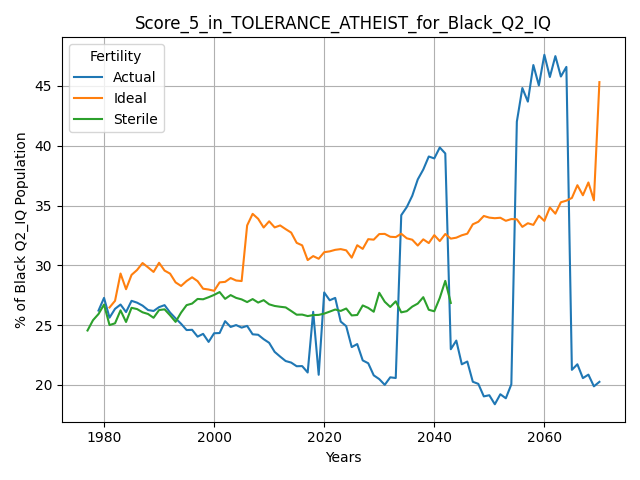 Score_5_in_TOLERANCE_ATHEIST_for_Black_Q2_IQ
Fertility
Actual
Ideal
Sterile
% of Black Q2_IQ Population
45
40
35
30
25
20
1980
2000
2020
2040
2060
Years